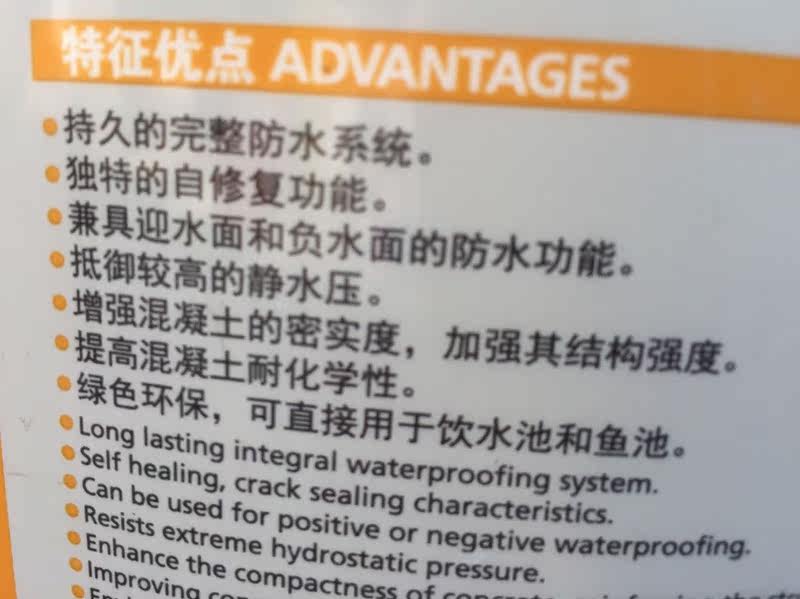 特征优点 ADVANTAGES
持久的完整防水系统。
独特的自修复功能。
兼具迎水面和负水面的防水功能。
抵御较高的静水压。
增强混凝土的密实度，加强其结构强度。
提高混凝土耐化学性。
绿色环保，可直接用于饮水池和鱼池。
Long lasting integral waterproofing system.
Self healing, crack sealing characteristics.
Can be used for positive or negative waterproofing.
Resists extreme hydrostatic pressure.
Enhance the compactness of concrete, the
Improving